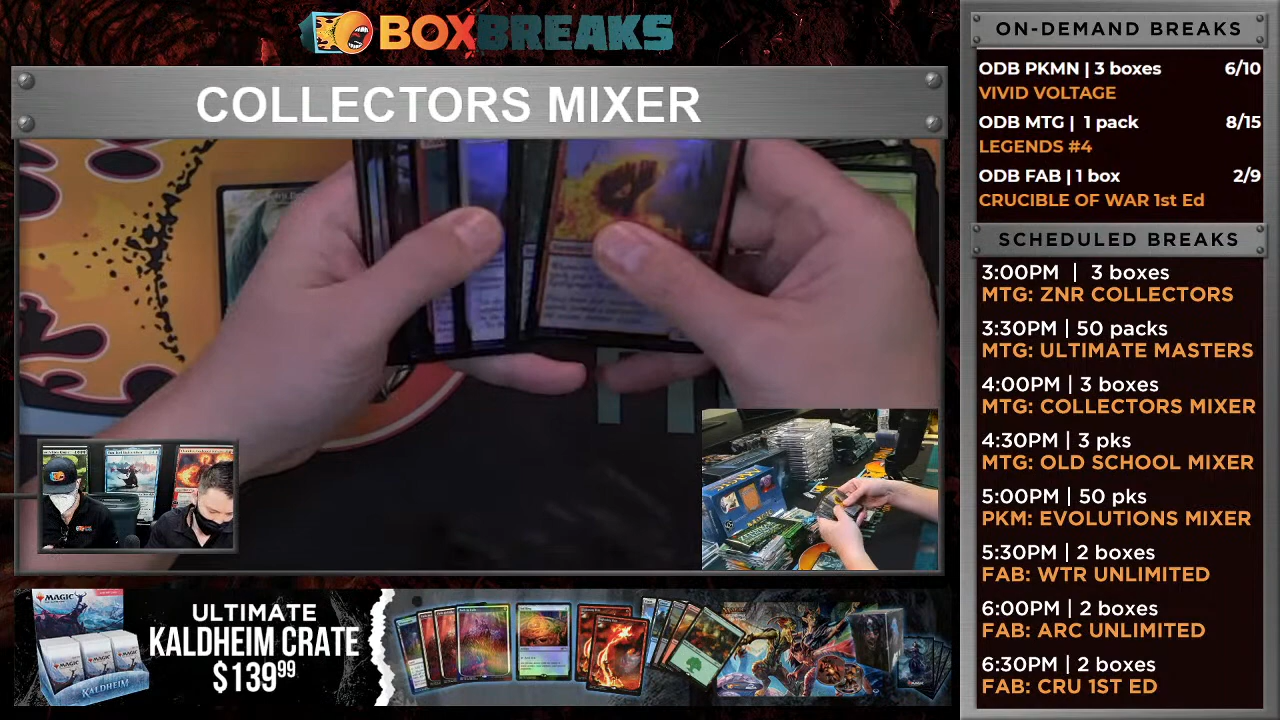 BOXBREAKS
COLLECTORS MIXER
ULTIMATE
KALDHEIM CRATE
$139⁹⁹
MAGIC
KALDHEIM
ON-DEMAND BREAKS
ODB PKMN | 3 boxes 6/10
VIVID VOLTAGE
ODB MTG | 1 pack 8/15
LEGENDS #4
ODB FAB | 1 box 2/9
CRUCIBLE OF WAR 1st Ed
SCHEDULED BREAKS
3:00PM | 3 boxes
MTG: ZNR COLLECTORS
3:30PM | 50 packs
MTG: ULTIMATE MASTERS
4:00PM | 3 boxes
MTG: COLLECTORS MIXER
4:30PM | 3 pks
MTG: OLD SCHOOL MIXER
5:00PM | 50 pks
PKM: EVOLUTIONS MIXER
5:30PM | 2 boxes
FAB: WTR UNLIMITED
6:00PM | 2 boxes
FAB: ARC UNLIMITED
6:30PM | 2 boxes
FAB: CRU 1ST ED